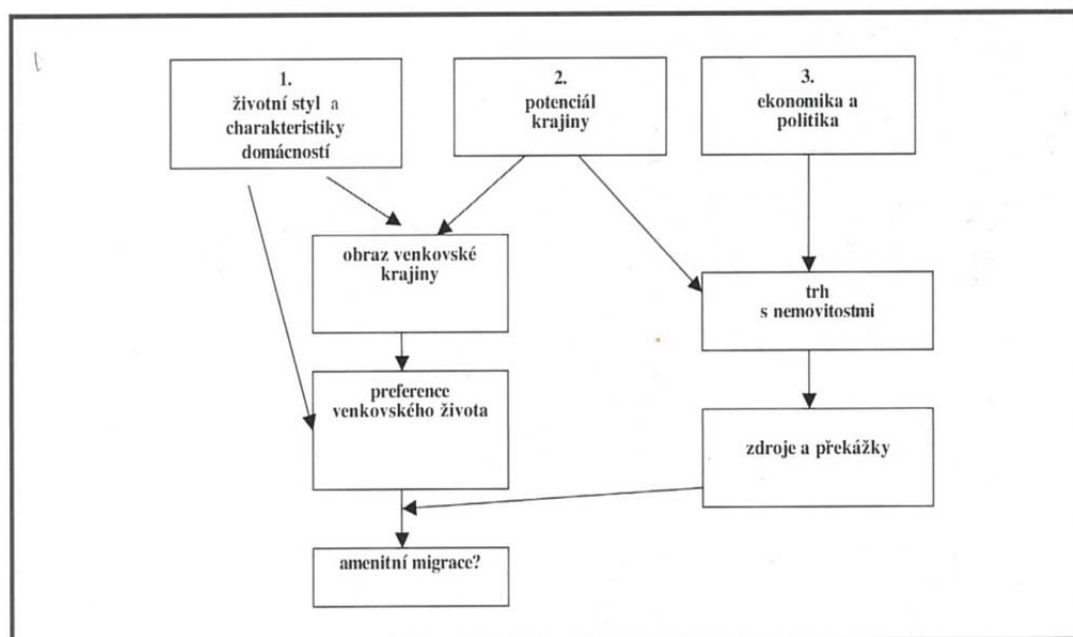 1.
životní styl a
charakteristiky
domácností
2.
potenciál
krajiny
3.
ekonomika a
politika
obraz venkovské
krajiny
trh
s nemovitostmi
preference
venkovského života
zdroje a překážky
amenitní migrace?